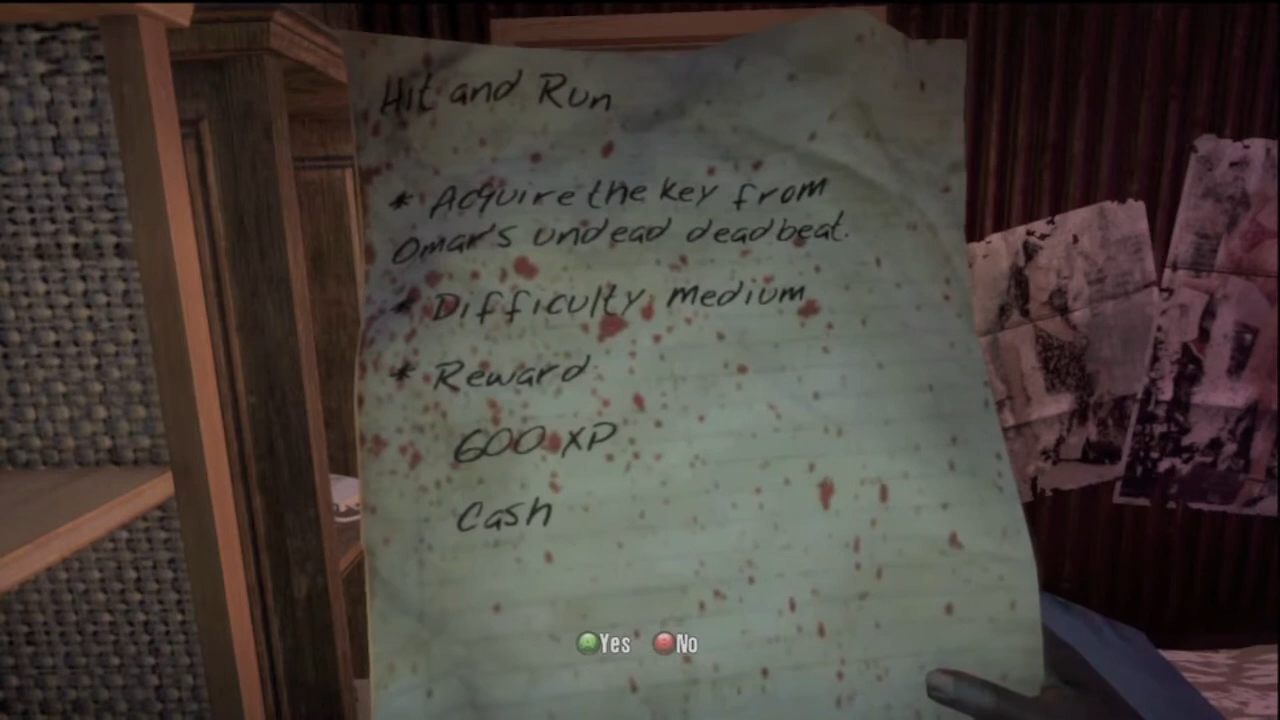 Hit and Run
* Acquire the key from
Omar's undead deadbeat.
* Difficulty medium
* Reward
600 XP
Cash
Yes No